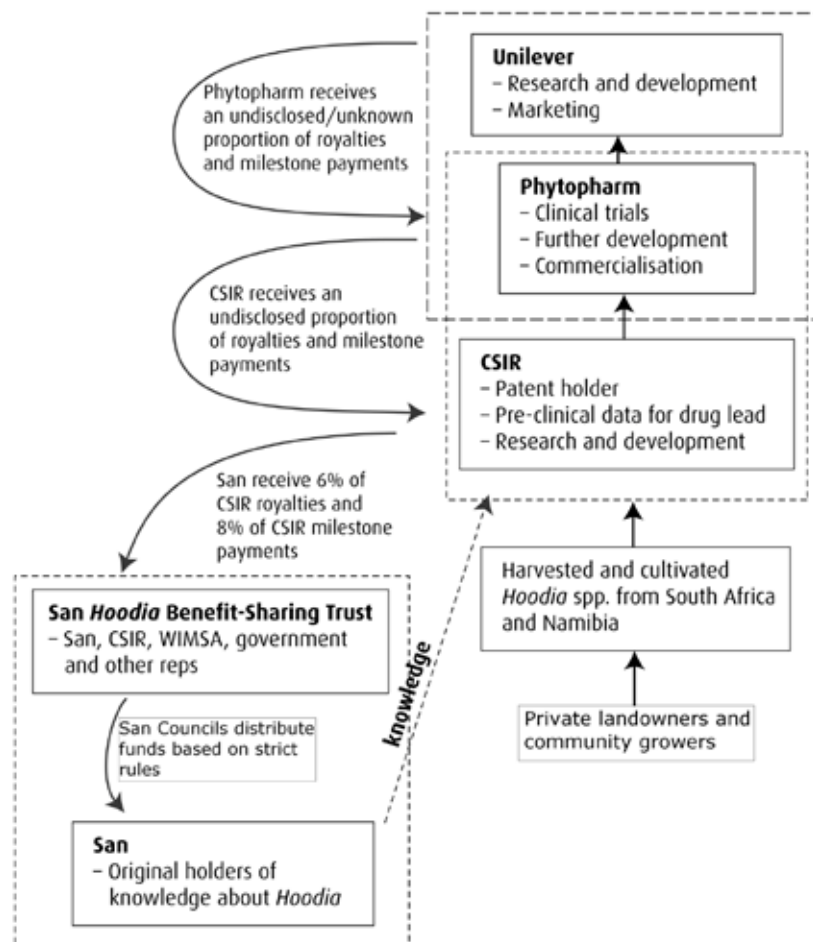 Unilever
– Research and development
– Marketing
Phytopharm receives
an undisclosed/unknown
proportion of royalties
and milestone payments
Phytopharm
– Clinical trials
– Further development
– Commercialisation
CSIR receives an
undisclosed proportion
of royalties and milestone
payments
CSIR
– Patent holder
– Pre-clinical data for drug lead
– Research and development
San receive 6% of
CSIR royalties and
8% of CSIR milestone
payments
Harvested and cultivated
Hoodia spp. from South Africa
and Namibia
San Hoodia Benefit-Sharing Trust
– San, CSIR, WIMSA, government
and other reps
knowledge
Private landowners and
community growers
San Councils distribute
funds based on strict
rules
San
– Original holders of
knowledge about Hoodia